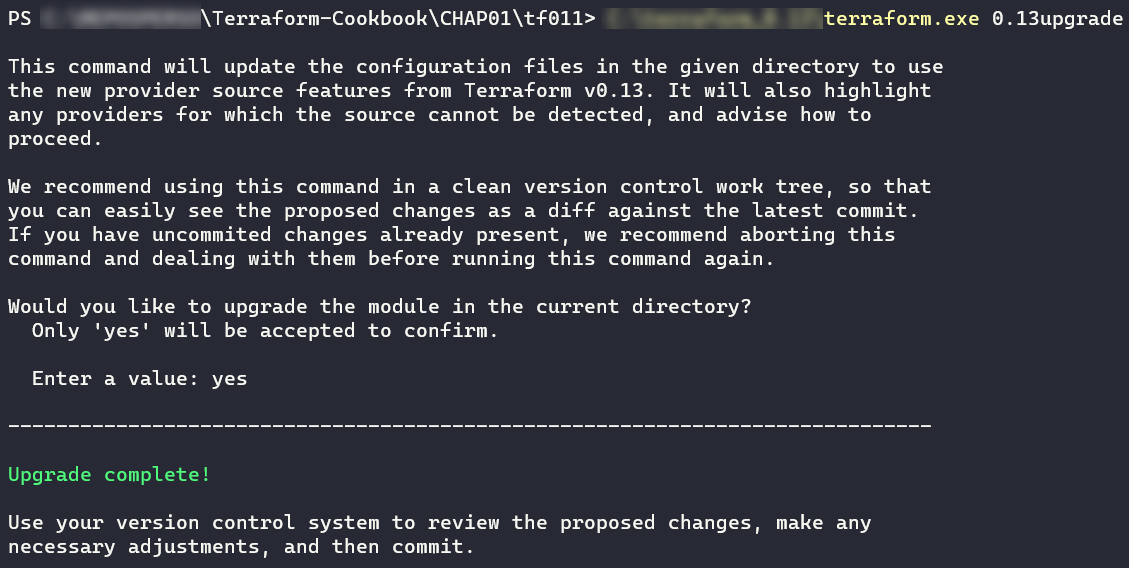 PS \Terraform-Cookbook\CHAP01\tf011> terraform.exe 0.13upgrade
This command will update the configuration files in the given directory to use
the new provider source features from Terraform v0.13. It will also highlight
any providers for which the source cannot be detected, and advise how to
proceed.
We recommend using this command in a clean version control work tree, so that
you can easily see the proposed changes as a diff against the latest commit.
If you have uncommited changes already present, we recommend aborting this
command and dealing with them before running this command again.
Would you like to upgrade the module in the current directory?
Only 'yes' will be accepted to confirm.
Enter a value: yes
-----------------------------------------------------------------------------
Upgrade complete!
Use your version control system to review the proposed changes, make any
necessary adjustments, and then commit.